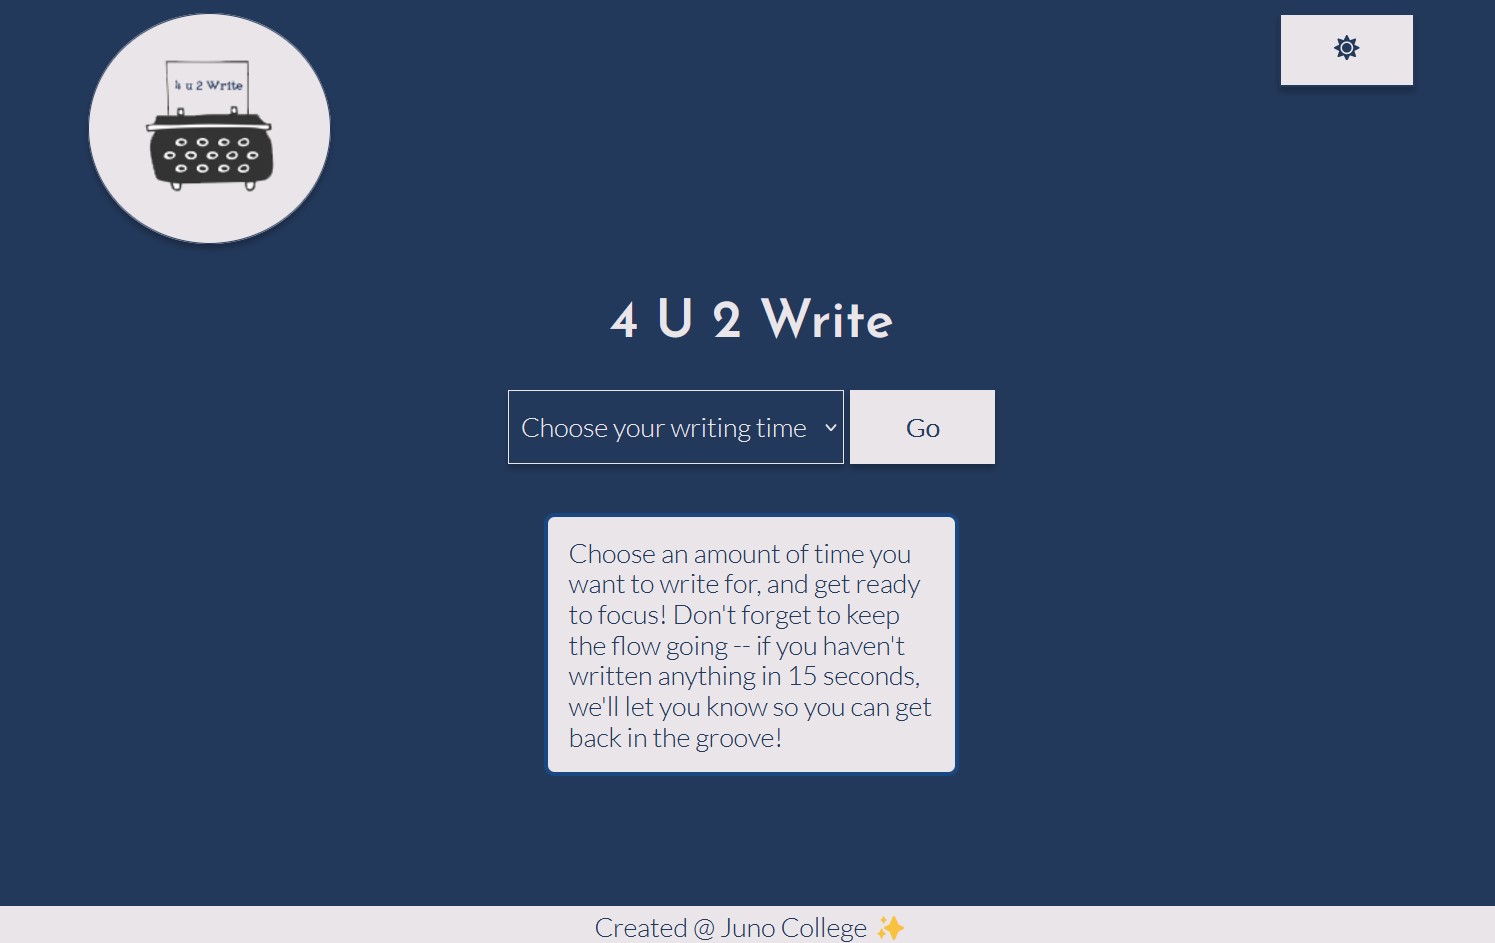 4 u 2 Write
4 U 2 Write
Choose your writing time
Go
Choose an amount of time you
want to write for, and get ready
to focus! Don't forget to keep
the flow going -- if you haven't
written anything in 15 seconds,
we'll let you know so you can get
back in the groove!
Created @ Juno College ✨